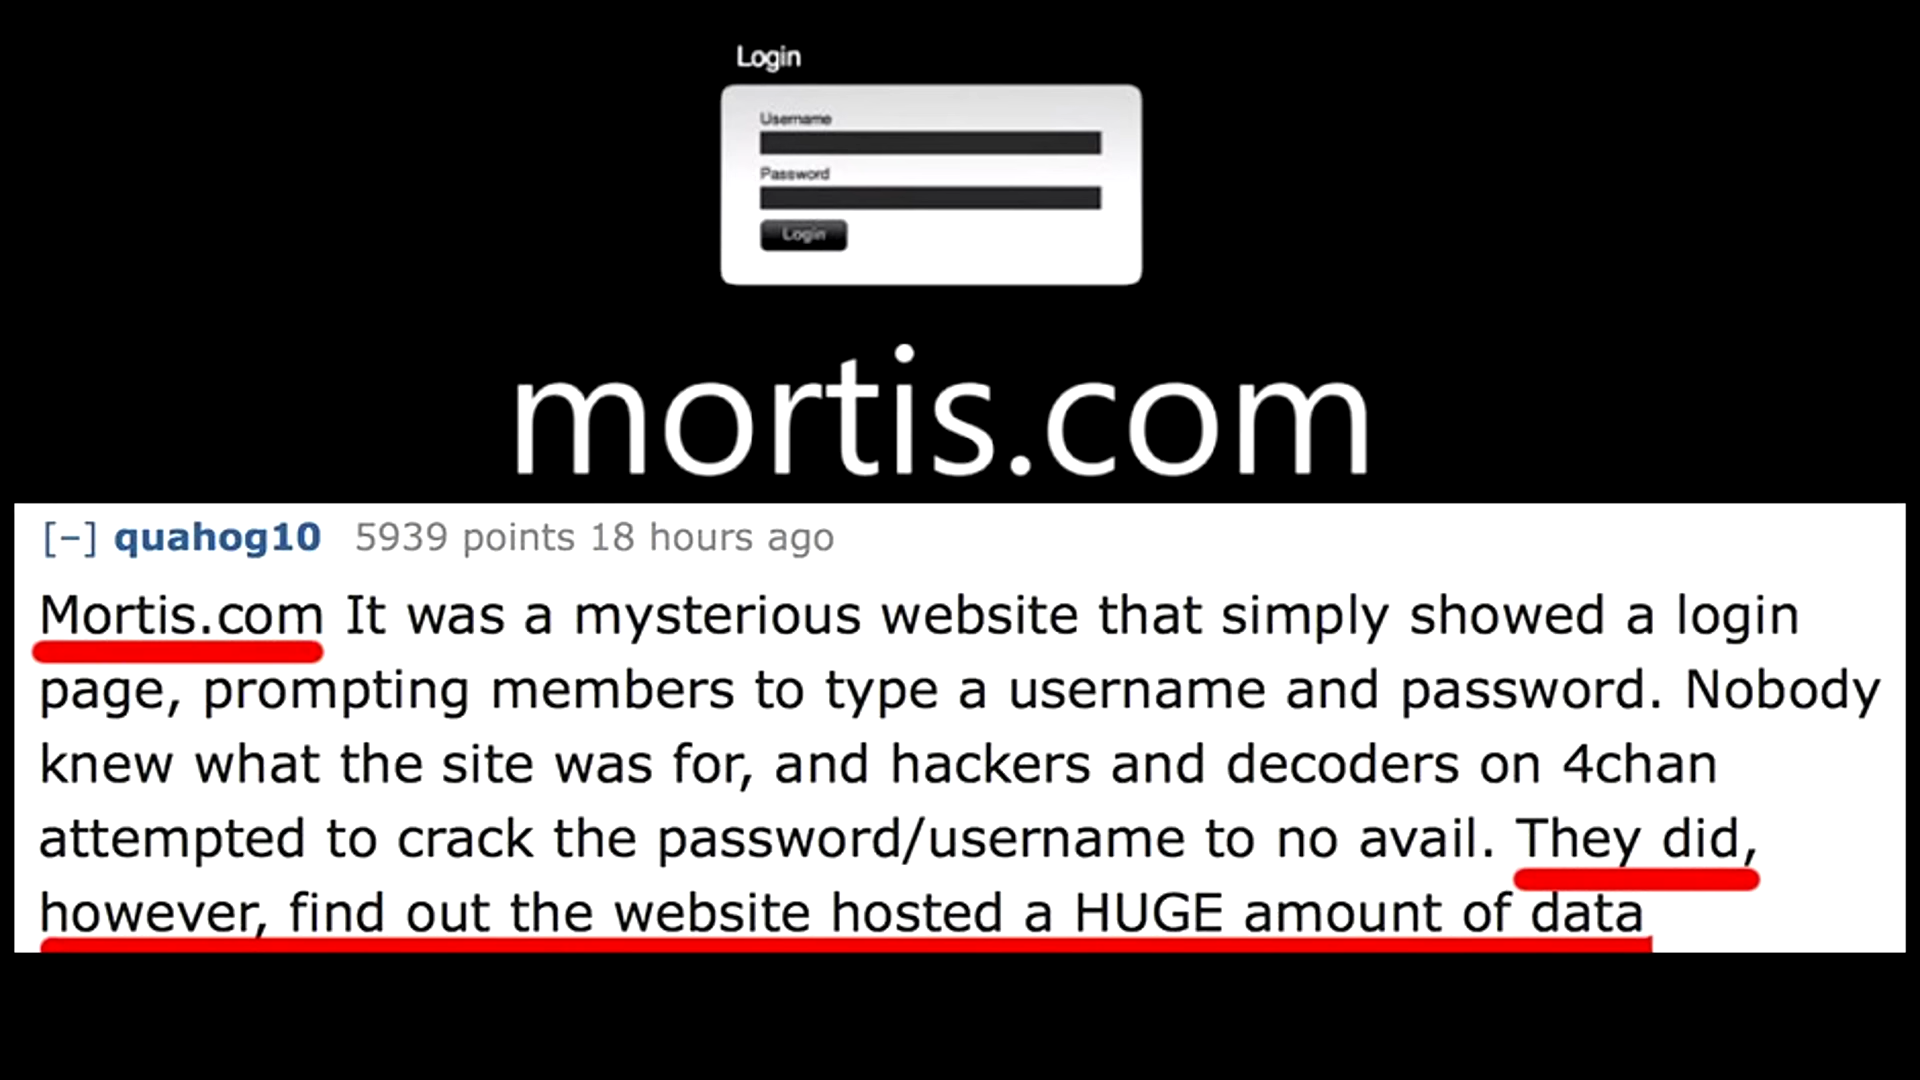 Login
Username
Password
Login
mortis.com
[–] quahog10 5939 points 18 hours ago
Mortis.com It was a mysterious website that simply showed a login
page, prompting members to type a username and password. Nobody
knew what the site was for, and hackers and decoders on 4chan
attempted to crack the password/username to no avail. They did,
however, find out the website hosted a HUGE amount of data